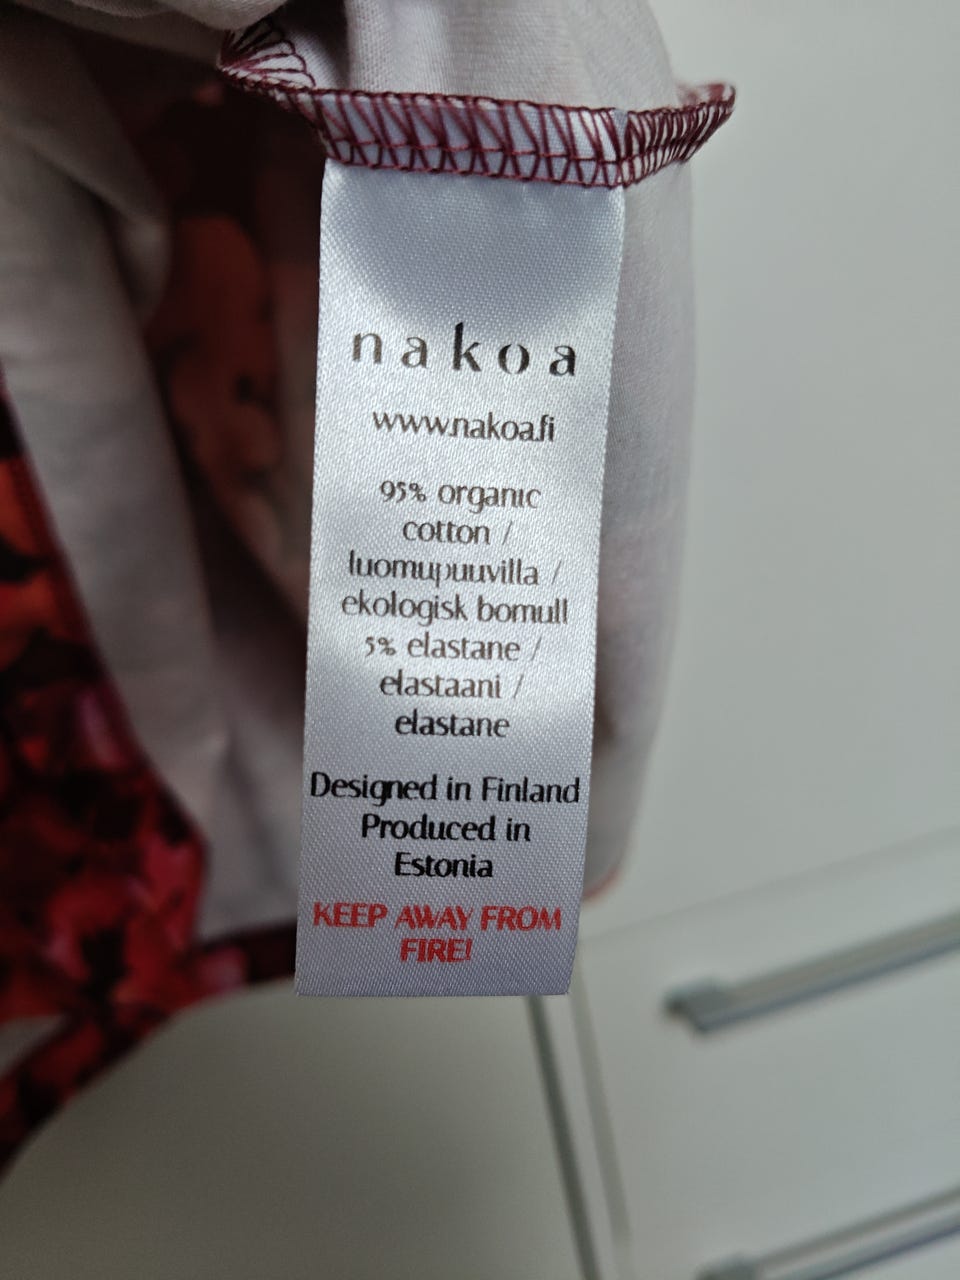 nakoa
www.nakoa.fi
95% organic
cotton /
luomupuuvilla /
ekologisk bomull
5% elastane /
elastaani /
elastane
Designed in Finland
Produced in
Estonia
KEEP AWAY FROM
FIRE!